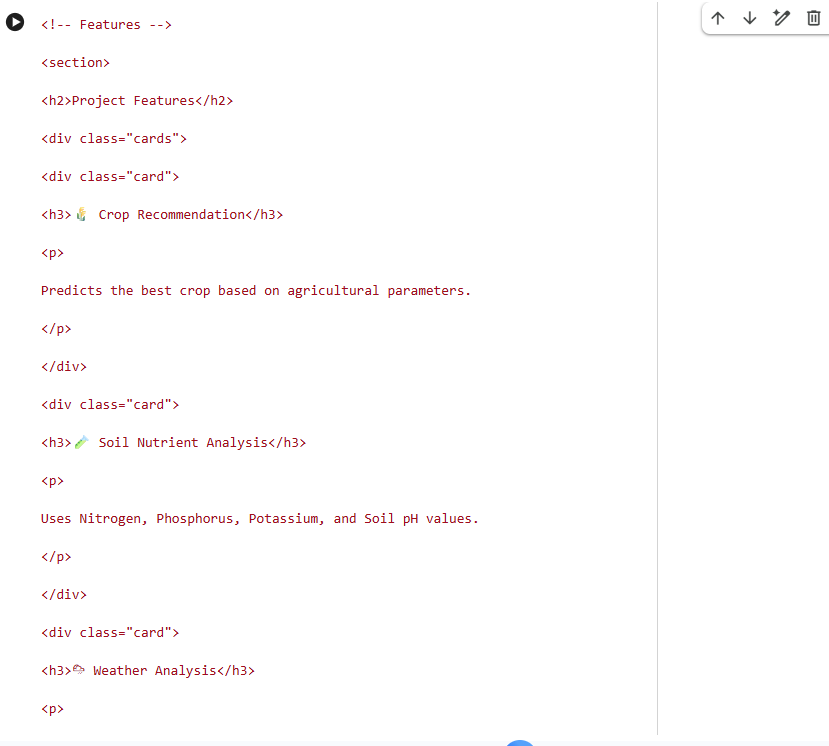 <!-- Features -->
<section>
<h2>Project Features</h2>
<div class="cards">
<div class="card">
<h3>🌾 Crop Recommendation</h3>
<p>
Predicts the best crop based on agricultural parameters.
</p>
</div>
<div class="card">
<h3>🧪 Soil Nutrient Analysis</h3>
<p>
Uses Nitrogen, Phosphorus, Potassium, and Soil pH values.
</p>
</div>
<div class="card">
<h3>🌧 Weather Analysis</h3>
<p>